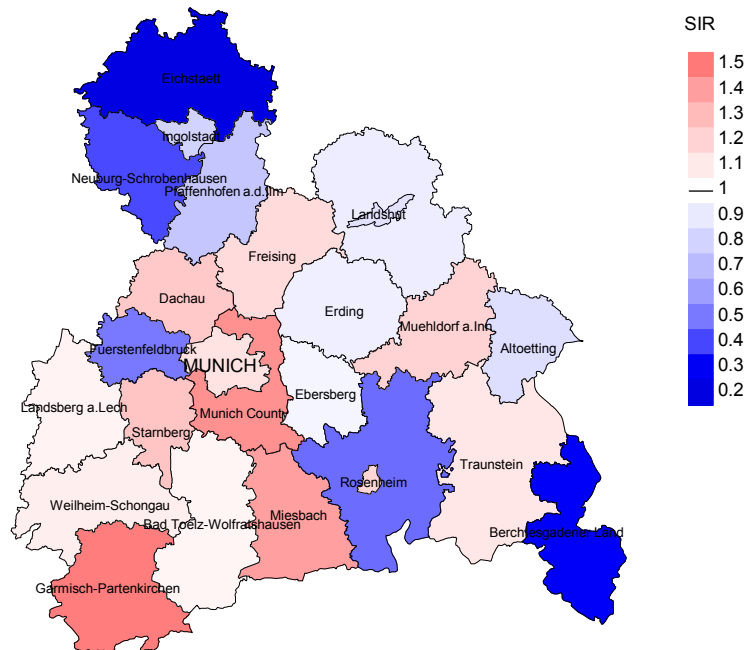 SIR
1.5
1.4
1.3
1.2
1.1
1
0.9
0.8
0.7
0.6
0.5
0.4
0.3
0.2
Eichstaett
Ingolstadt
Neuburg-Schrobenhausen
Pfaffenhofen a.d.Ilm
Landshut
Freising
Dachau
Erding
Muehldorf a.Inn
Fuerstenfeldbruck
MUNICH
Altoetting
Ebersberg
Landsberg a.Lech
Munich County
Starnberg
Traunstein
Rosenheim
Weilheim-Schongau
Miesbach
Bad Toelz-Wolfratshausen
Berchtesgadener Land
Garmisch-Partenkirchen